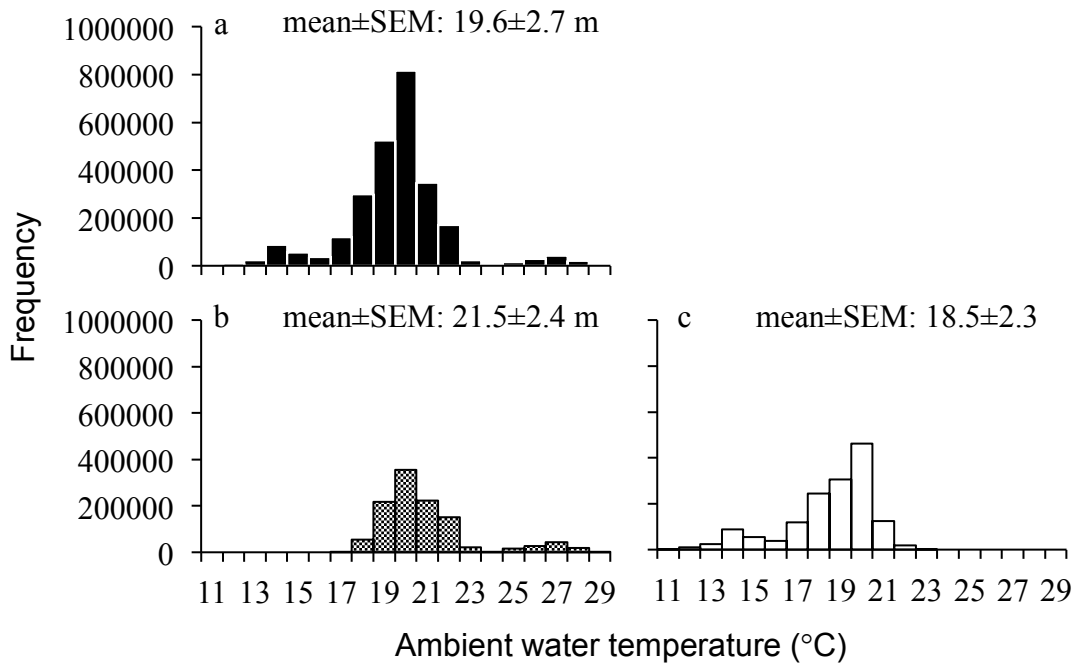 a mean±SEM: 19.6±2.7 m
1000000
800000
600000
400000
200000
0
Frequency
b mean±SEM: 21.5±2.4 m
1000000
800000
600000
400000
200000
0
11 13 15 17 19 21 23 25 27 29
c mean±SEM: 18.5±2.3
11 13 15 17 19 21 23 25 27 29
Ambient water temperature (°C)